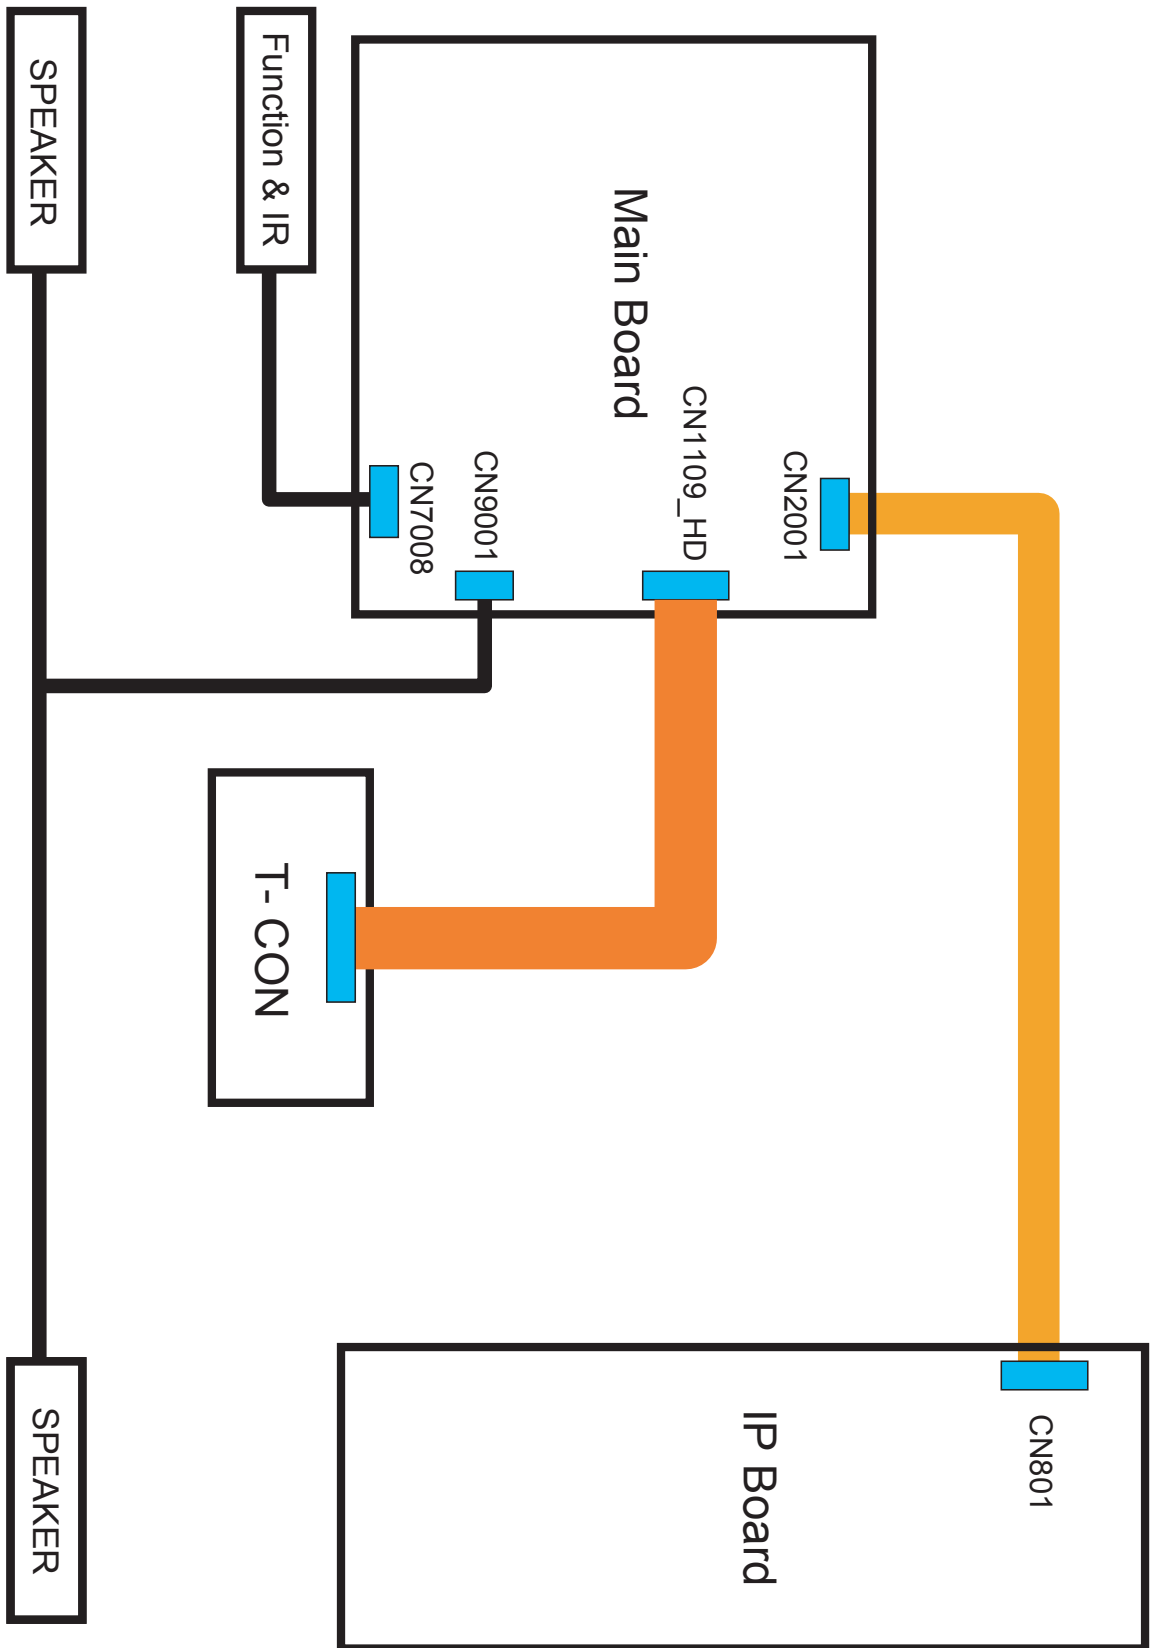 IP Board
CN801
CN2001
Main Board
CN1109_HD
CN9001
CN7008
T- CON
Function & IR
SPEAKER
SPEAKER